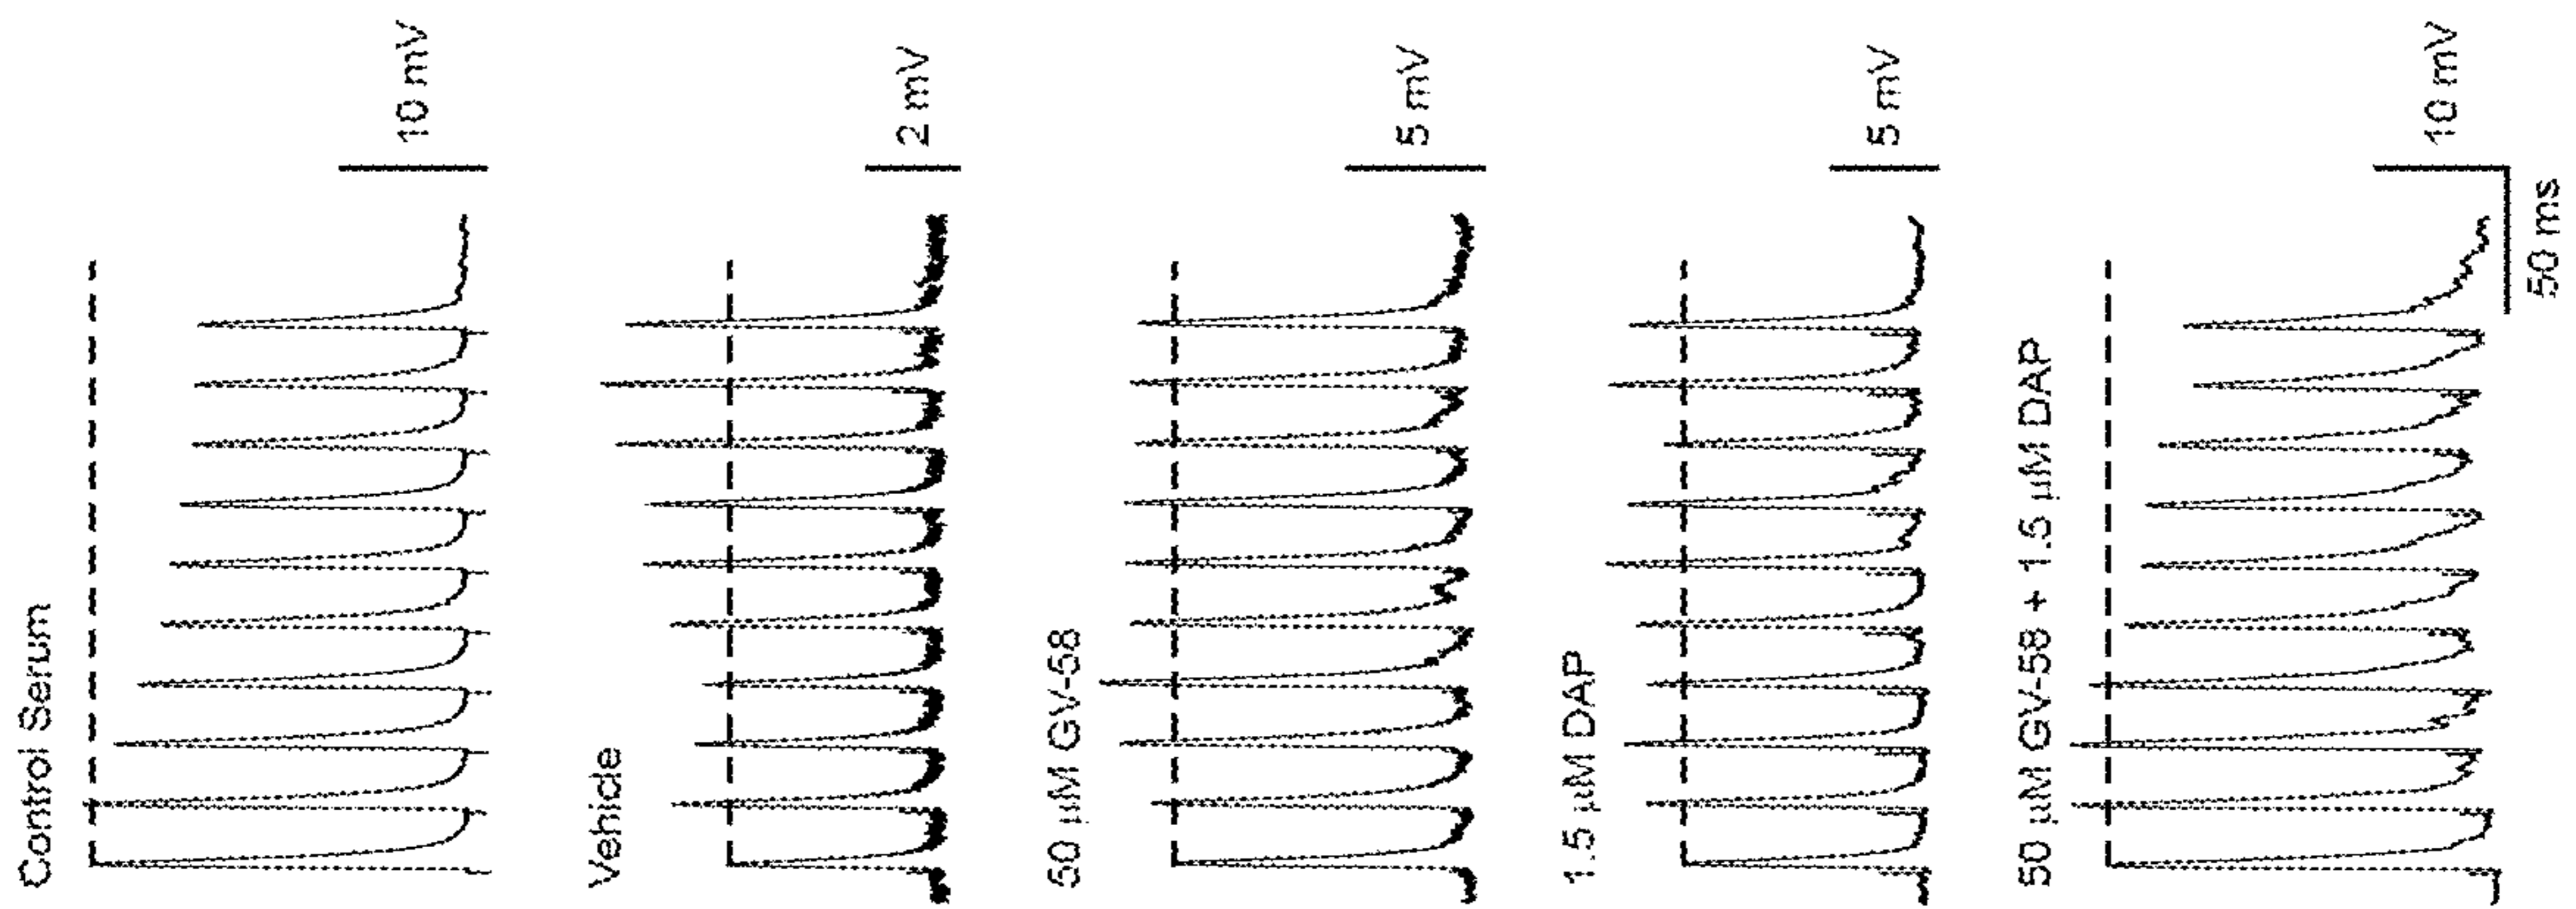 Control Serum
10 mV
Vehicle
2 mV
50 µM GV-58
5 mV
1.5 µM DAP
5 mV
50 µM GV-58 + 1.5 µM DAP
10 mV
50 ms